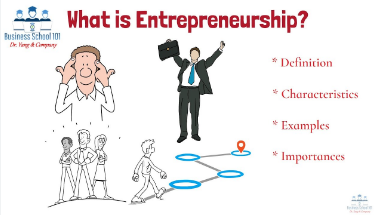 What is Entrepreneurship?
Business School 101
Dr. Yang & Company
* Definition
* Characteristics
* Examples
* Importances